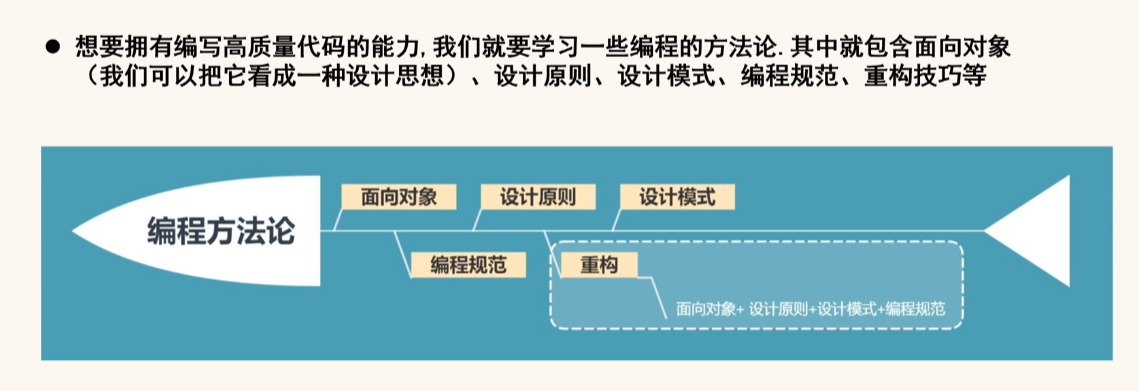 ● 想要拥有编写高质量代码的能力, 我们就要学习一些编程的方法论. 其中就包含面向对象
（我们可以把它看成一种设计思想）、设计原则、设计模式、编程规范、重构技巧等
编程方法论
面向对象
设计原则
设计模式
编程规范
重构
面向对象+ 设计原则+设计模式+编程规范